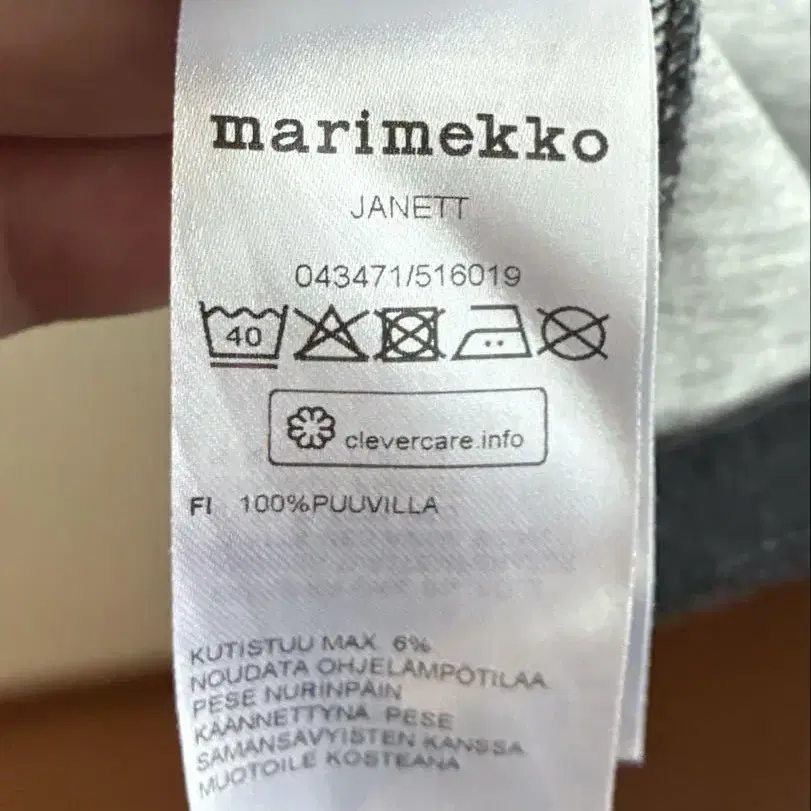 marimekko
JANETT
043471/516019
40
clevercare.info
FI 100%PUUVILLA
KUTISTUU MAX 6%
NOUDATA OHJELÄMPÖTILAA
PESE NURINPÄIN
KÄÄNNETTYNÄ. PESE
SAMANSÄVYISTEN KANSSA
MUOTOILE KOSTEANA